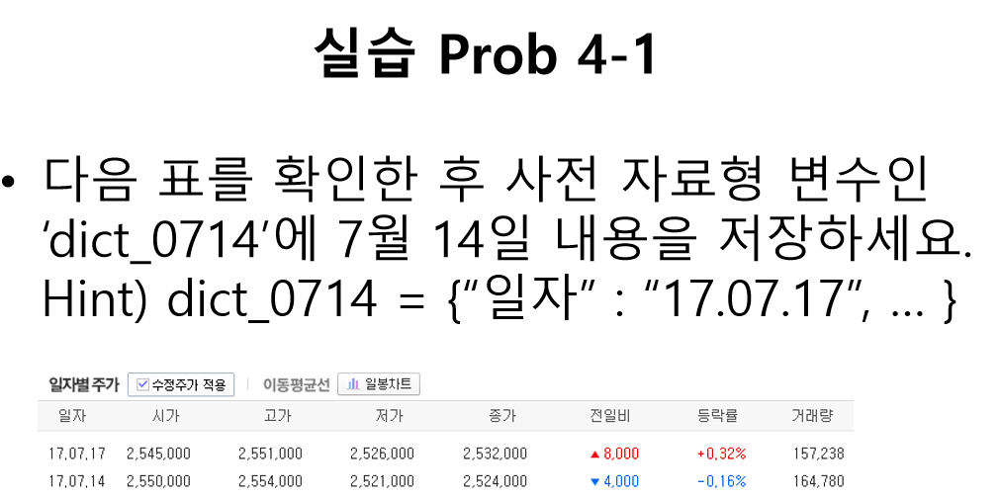 실습 Prob 4-1
• 다음 표를 확인한 후 사전 자료형 변수인
‘dict_0714’에 7월 14일 내용을 저장하세요.
Hint) dict_0714 = {“일자” : “17.07.17”, … }
일자별 주가 수정주가 적용 이동평균선 일봉차트
일자 시가 고가 저가 종가 전일비 등락률 거래량
17.07.17 2,545,000 2,551,000 2,526,000 2,532,000 ▲ 8,000 +0.32% 157,238
17.07.14 2,550,000 2,554,000 2,521,000 2,524,000 ▼ 4,000 -0.16% 164,780